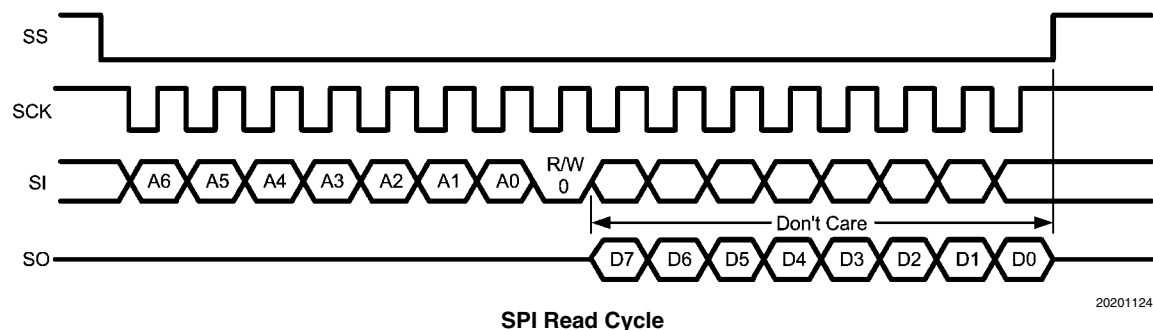 SS
SCK
SI A6 A5 A4 A3 A2 A1 A0 R/W 0
Don't Care
SO D7 D6 D5 D4 D3 D2 D1 D0
20201124
SPI Read Cycle